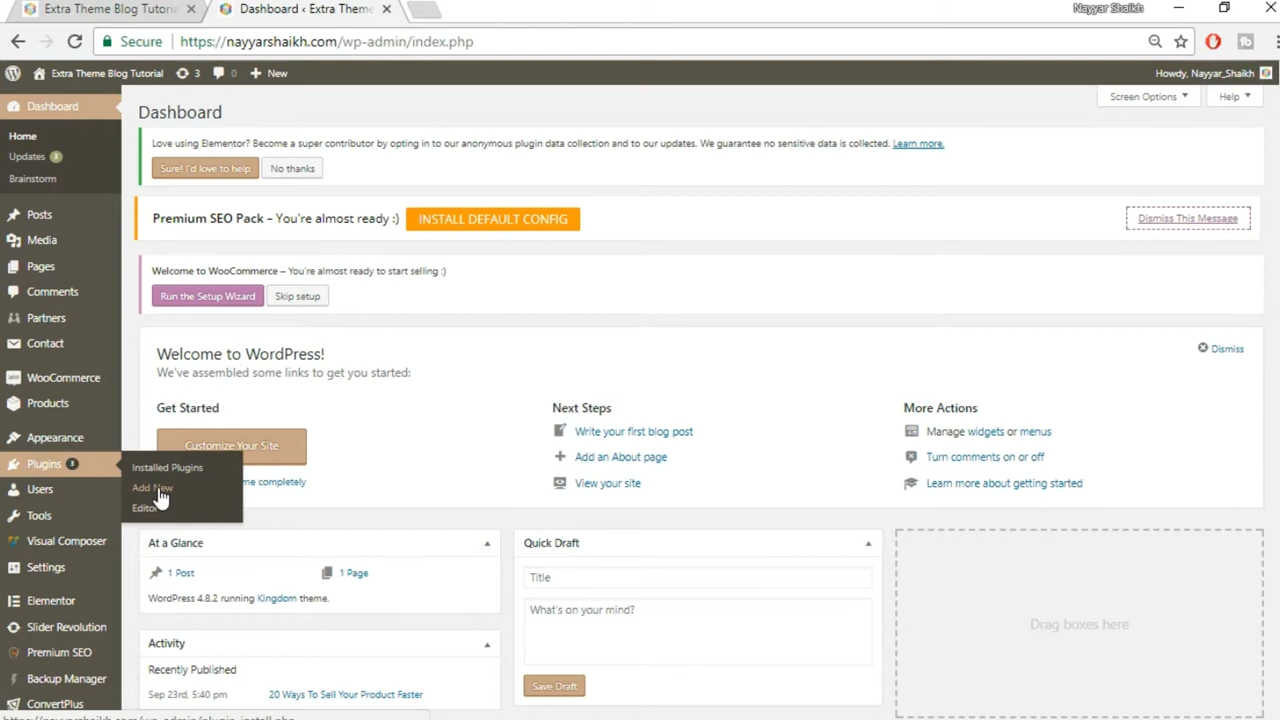 Extra Theme Blog Tutoria
Dashboard ‹ Extra Theme
Nayyar Shaikh
Secure
https://nayyarshaikh.com/wp-admin/index.php
Extra Theme Blog Tutorial
3
0
New
Howdy, Nayyar_Shaikh
Dashboard
Screen Options
Help
Home
Updates 3
Brainstorm
Posts
Media
Pages
Comments
Partners
Contact
WooCommerce
Products
Appearance
Plugins 3
Users
Tools
Visual Composer
Settings
Elementor
Slider Revolution
Premium SEO
Backup Manager
ConvertPlus
Installed Plugins
Add New
Editor
Dashboard
Love using Elementor? Become a super contributor by opting in to our anonymous plugin data collection and to our updates. We guarantee no sensitive data is collected. Learn more.
Sure! I'd love to help
No thanks
Premium SEO Pack – You're almost ready :)
INSTALL DEFAULT CONFIG
Dismiss This Message
Welcome to WooCommerce – You're almost ready to start selling :)
Run the Setup Wizard
Skip setup
Welcome to WordPress!
Dismiss
We've assembled some links to get you started:
Get Started
Customize Your Site
me completely
Next Steps
Write your first blog post
Add an About page
View your site
More Actions
Manage widgets or menus
Turn comments on or off
Learn more about getting started
At a Glance
1 Post
1 Page
WordPress 4.8.2 running Kingdom theme.
Activity
Recently Published
Sep 23rd, 5:40 pm
20 Ways To Sell Your Product Faster
Quick Draft
Title
What's on your mind?
Save Draft
Drag boxes here